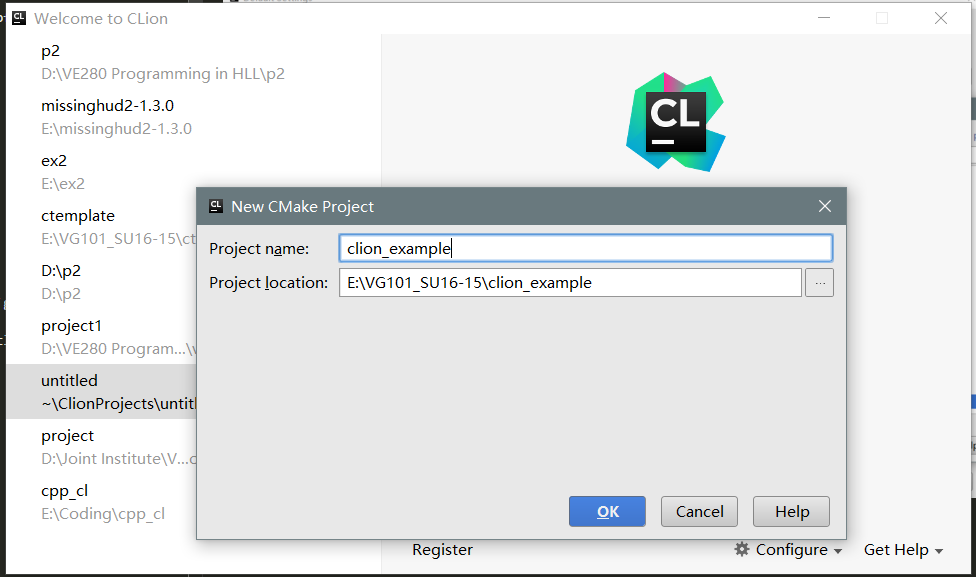 Welcome to CLion
p2
D:\VE280 Programming in HLL\p2
missinghud2-1.3.0
E:\missinghud2-1.3.0
ex2
E:\ex2
ctemplate
E:\VG101_SU16-15\ct
D:\p2
D:\p2
project1
D:\VE280 Program...\
untitled
~\ClionProjects\untitl
project
D:\Joint Institute\V...c
cpp_cl
E:\Coding\cpp_cl
CL
New CMake Project
Project name:
clion_example
Project location:
E:\VG101_SU16-15\clion_example
...
OK
Cancel
Help
Register
Configure
Get Help